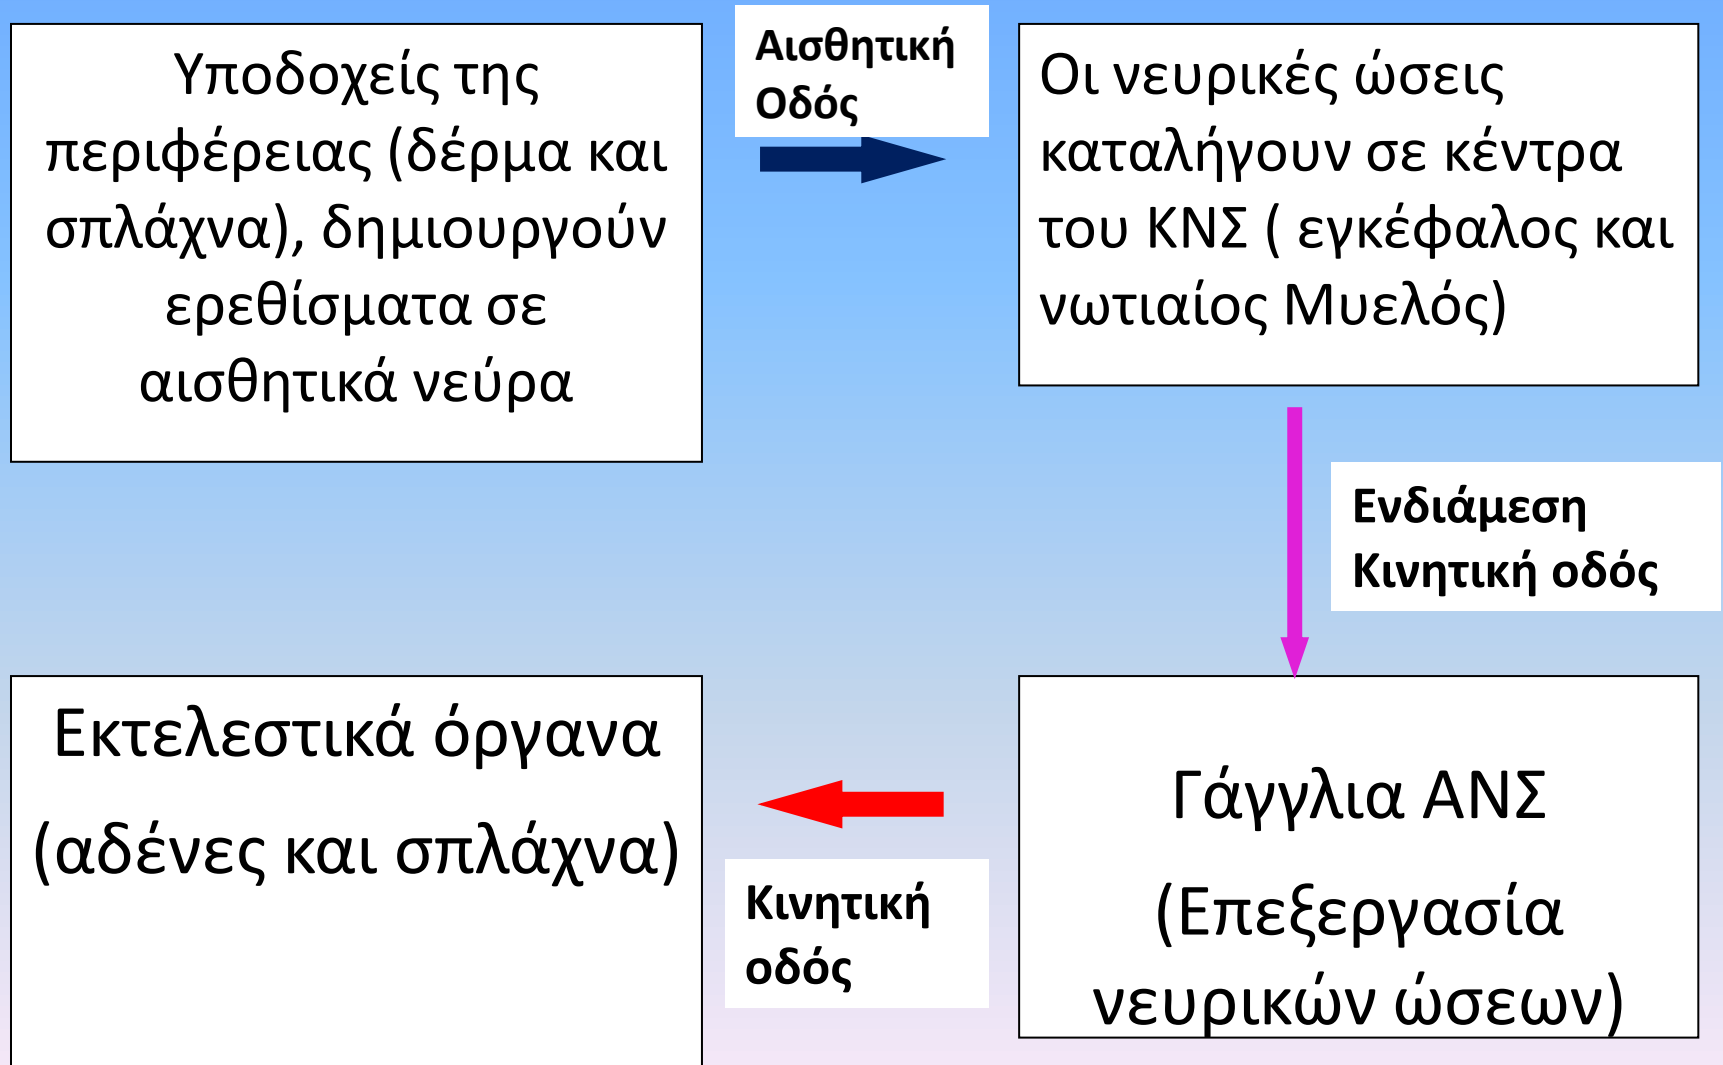 Υποδοχείς της
περιφέρειας (δέρμα και
σπλάχνα), δημιουργούν
ερεθίσματα σε
αισθητικά νεύρα
Αισθητική
Οδός
Οι νευρικές ώσεις
καταλήγουν σε κέντρα
του ΚΝΣ ( εγκέφαλος και
νωτιαίος Μυελός)
Ενδιάμεση
Κινητική οδός
Γάγγλια ΑΝΣ
(Επεξεργασία
νευρικών ώσεων)
Κινητική
οδός
Εκτελεστικά όργανα
(αδένες και σπλάχνα)